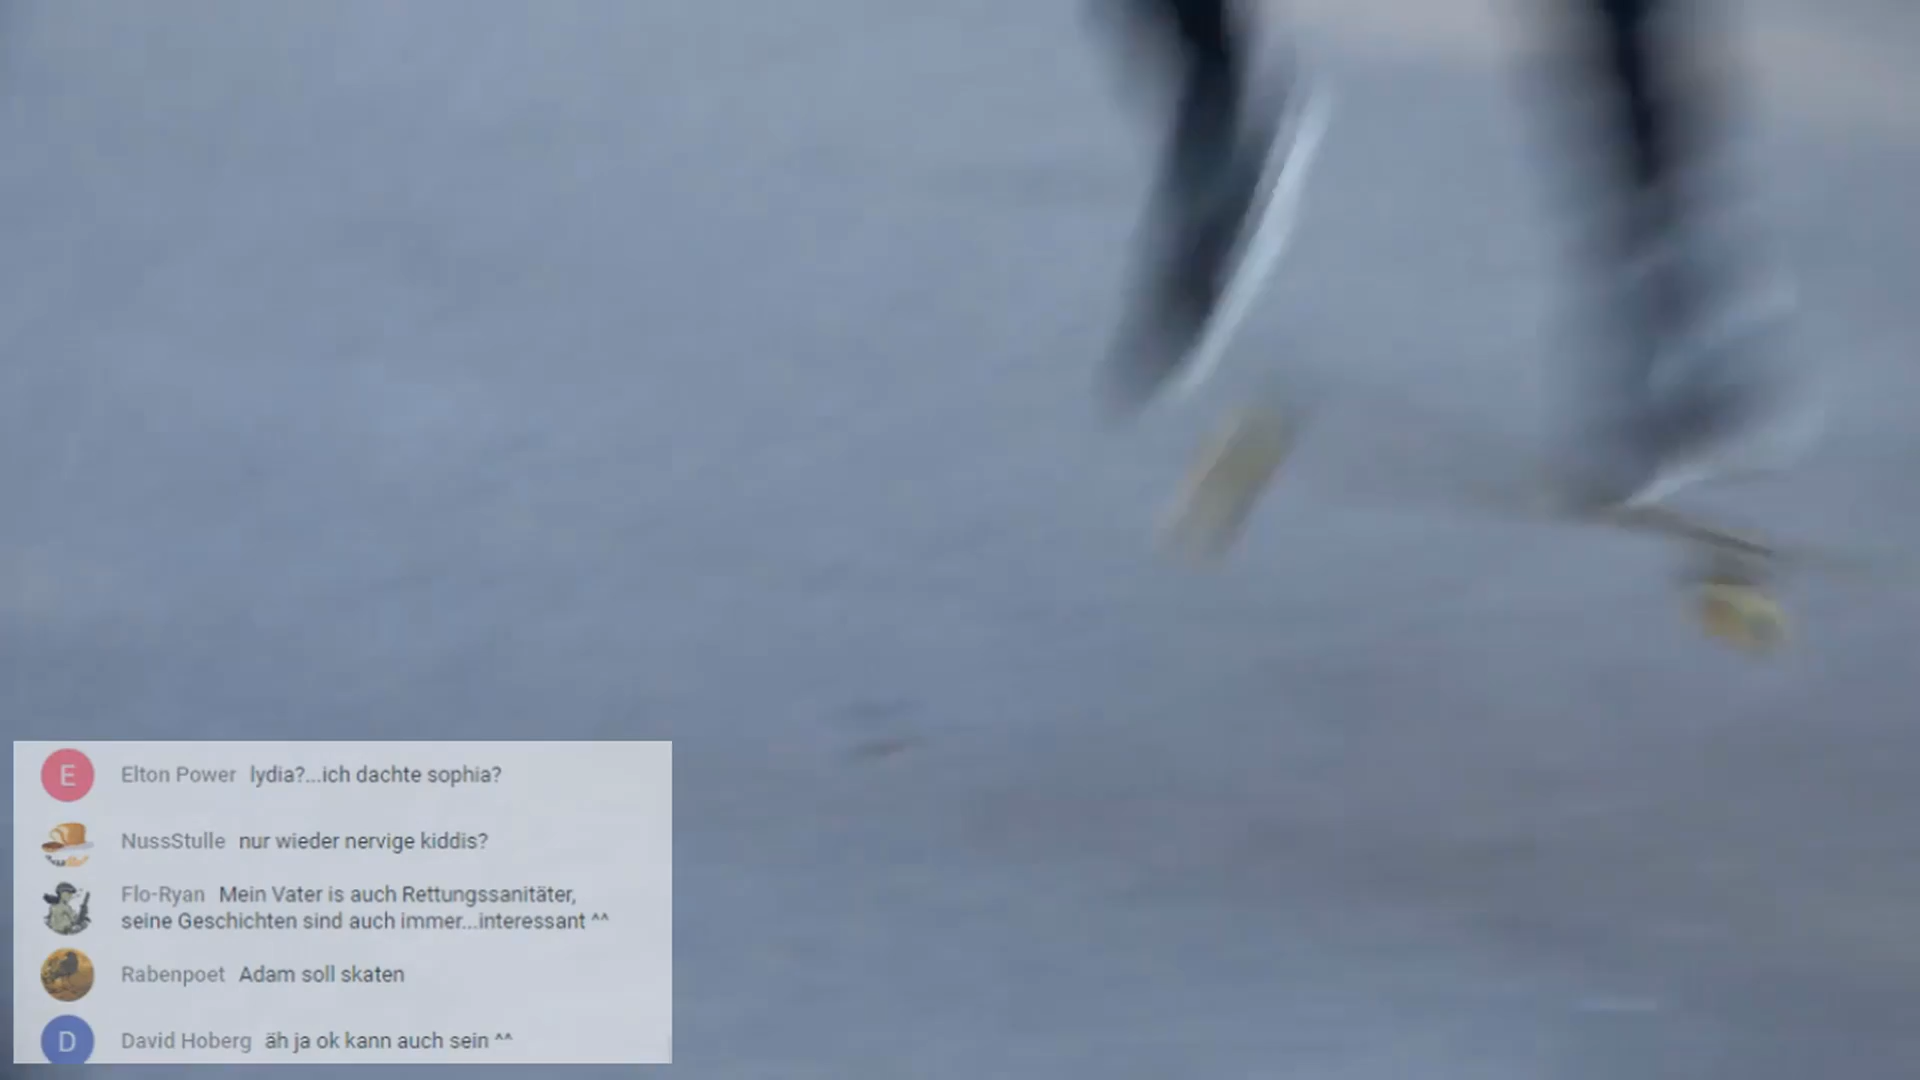 E Elton Power lydia?...ich dachte sophia?
NussStulle nur wieder nervige kiddis?
Flo-Ryan Mein Vater is auch Rettungssanitäter,
seine Geschichten sind auch immer...interessant ^^
Rabenpoet Adam soll skaten
D David Hoberg äh ja ok kann auch sein ^^